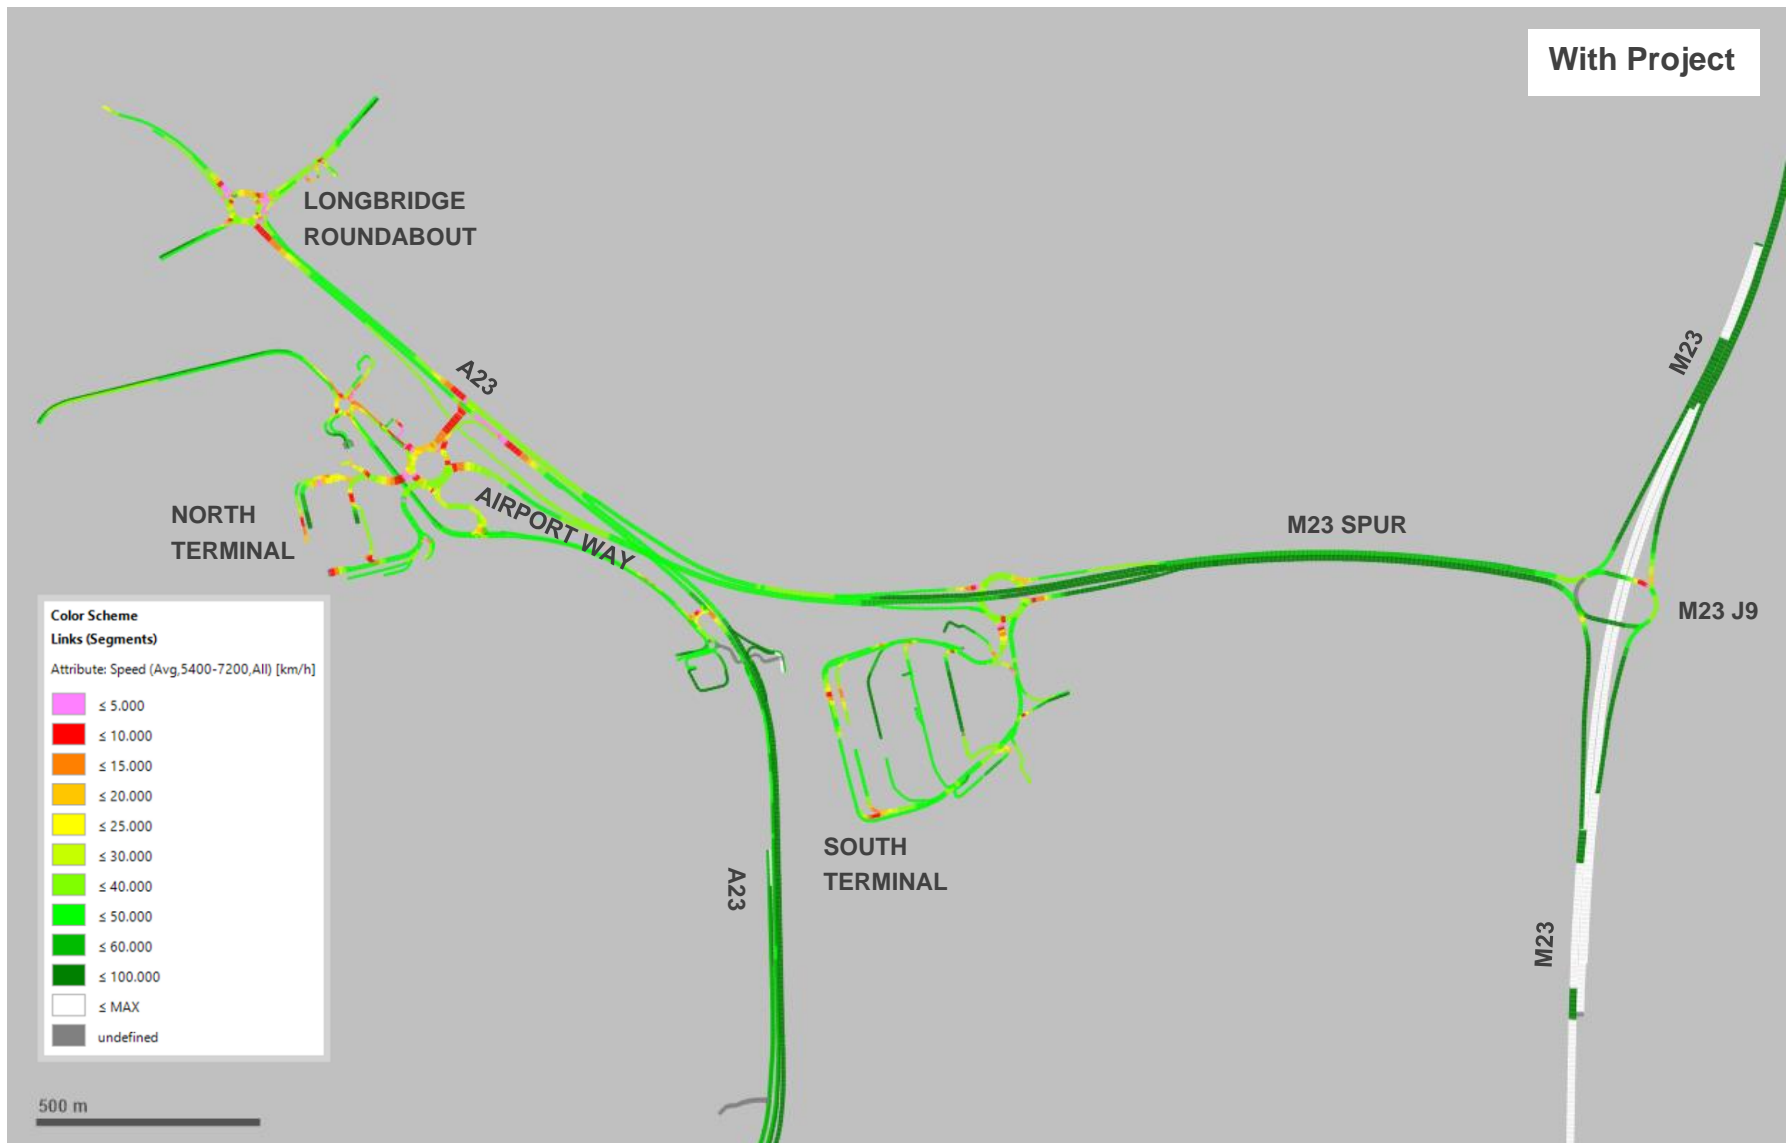 With Project
LONGBRIDGE
ROUNDABOUT
A23
M23
NORTH
TERMINAL
AIRPORT WAY
M23 SPUR
M23 J9
Color Scheme
Links (Segments)
Attribute: Speed (Avg,5400-7200,All) [km/h]
≤ 5.000
≤ 10.000
≤ 15.000
≤ 20.000
≤ 25.000
≤ 30.000
≤ 40.000
≤ 50.000
≤ 60.000
≤ 100.000
≤ MAX
undefined
SOUTH
TERMINAL
A23
M23
500 m